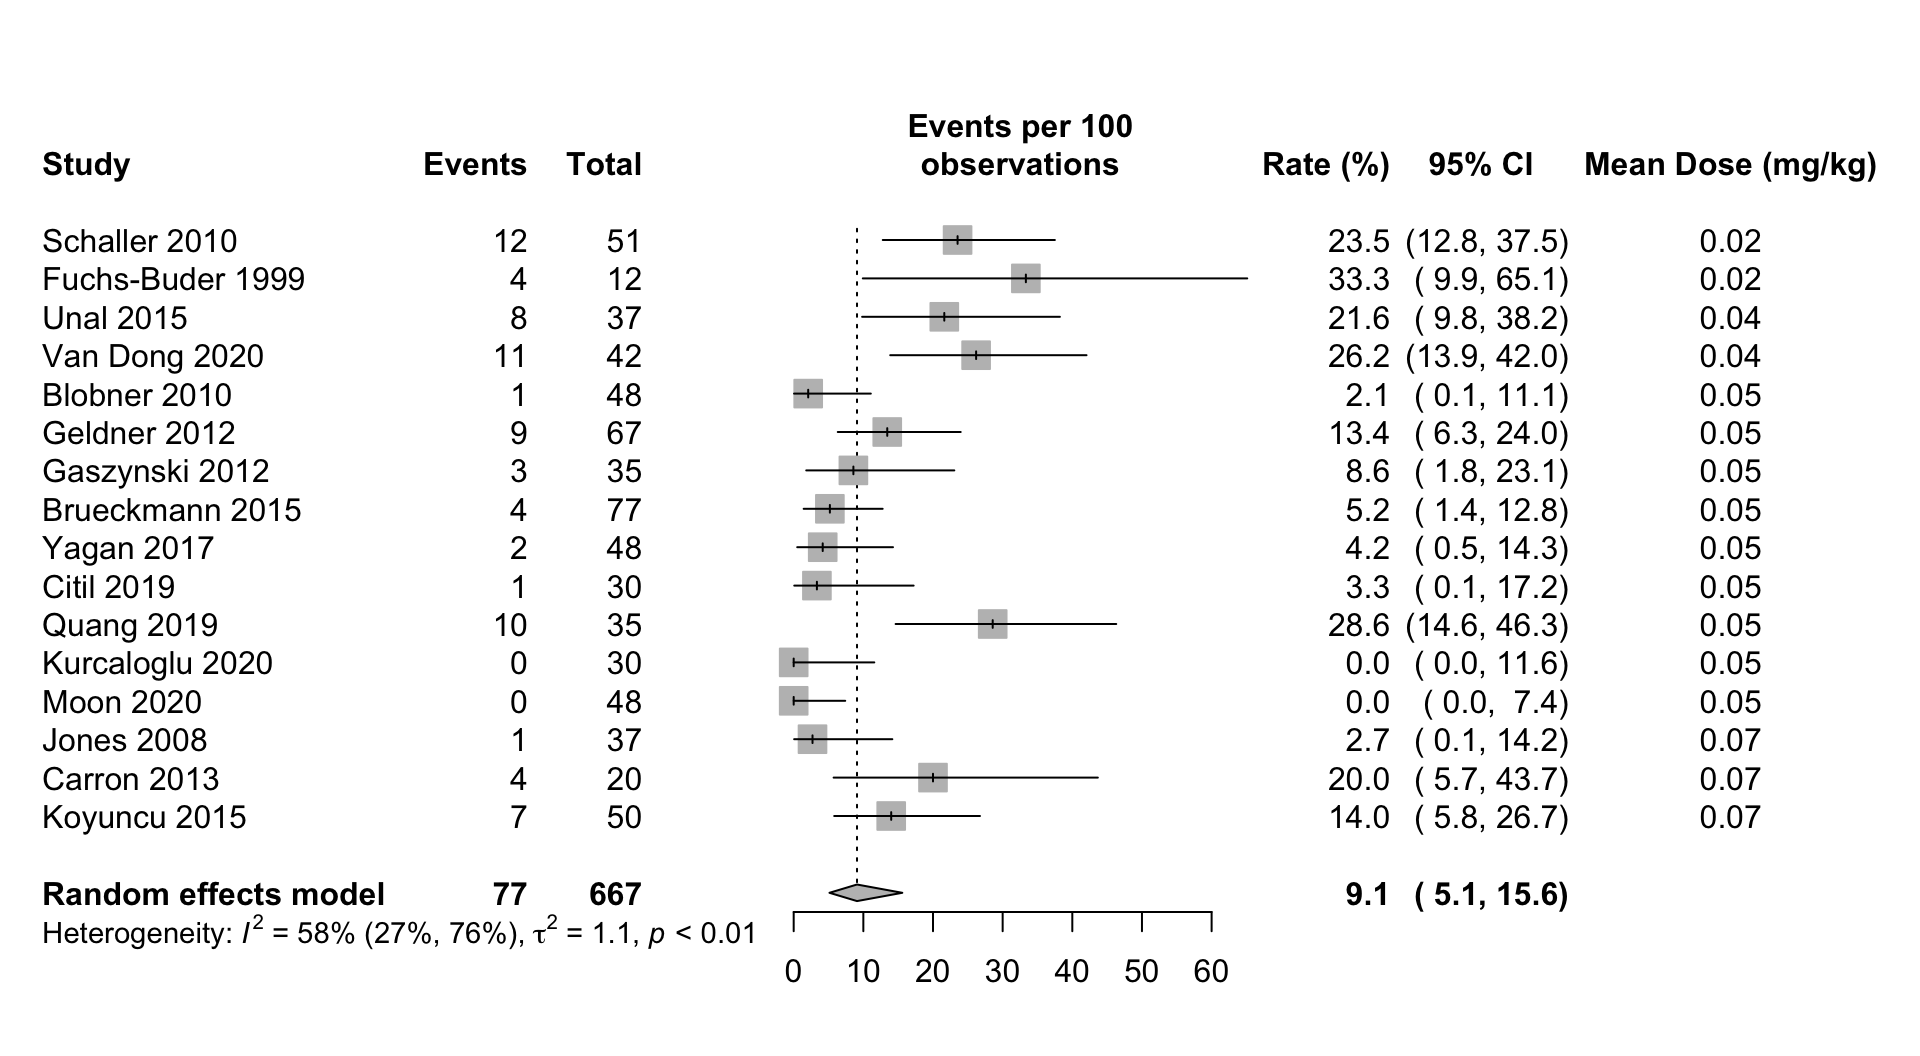 Events per 100
Study Events Total observations Rate (%) 95% CI Mean Dose (mg/kg)
Schaller 2010 12 51 23.5 (12.8, 37.5) 0.02
Fuchs-Buder 1999 4 12 33.3 ( 9.9, 65.1) 0.02
Unal 2015 8 37 21.6 ( 9.8, 38.2) 0.04
Van Dong 2020 11 42 26.2 (13.9, 42.0) 0.04
Blobner 2010 1 48 2.1 ( 0.1, 11.1) 0.05
Geldner 2012 9 67 13.4 ( 6.3, 24.0) 0.05
Gaszynski 2012 3 35 8.6 ( 1.8, 23.1) 0.05
Brueckmann 2015 4 77 5.2 ( 1.4, 12.8) 0.05
Yagan 2017 2 48 4.2 ( 0.5, 14.3) 0.05
Citil 2019 1 30 3.3 ( 0.1, 17.2) 0.05
Quang 2019 10 35 28.6 (14.6, 46.3) 0.05
Kurcaloglu 2020 0 30 0.0 ( 0.0, 11.6) 0.05
Moon 2020 0 48 0.0 ( 0.0, 7.4) 0.05
Jones 2008 1 37 2.7 ( 0.1, 14.2) 0.07
Carron 2013 4 20 20.0 ( 5.7, 43.7) 0.07
Koyuncu 2015 7 50 14.0 ( 5.8, 26.7) 0.07
Random effects model 77 667 9.1 ( 5.1, 15.6)
Heterogeneity: I² = 58% (27%, 76%), τ² = 1.1, p < 0.01
0 10 20 30 40 50 60